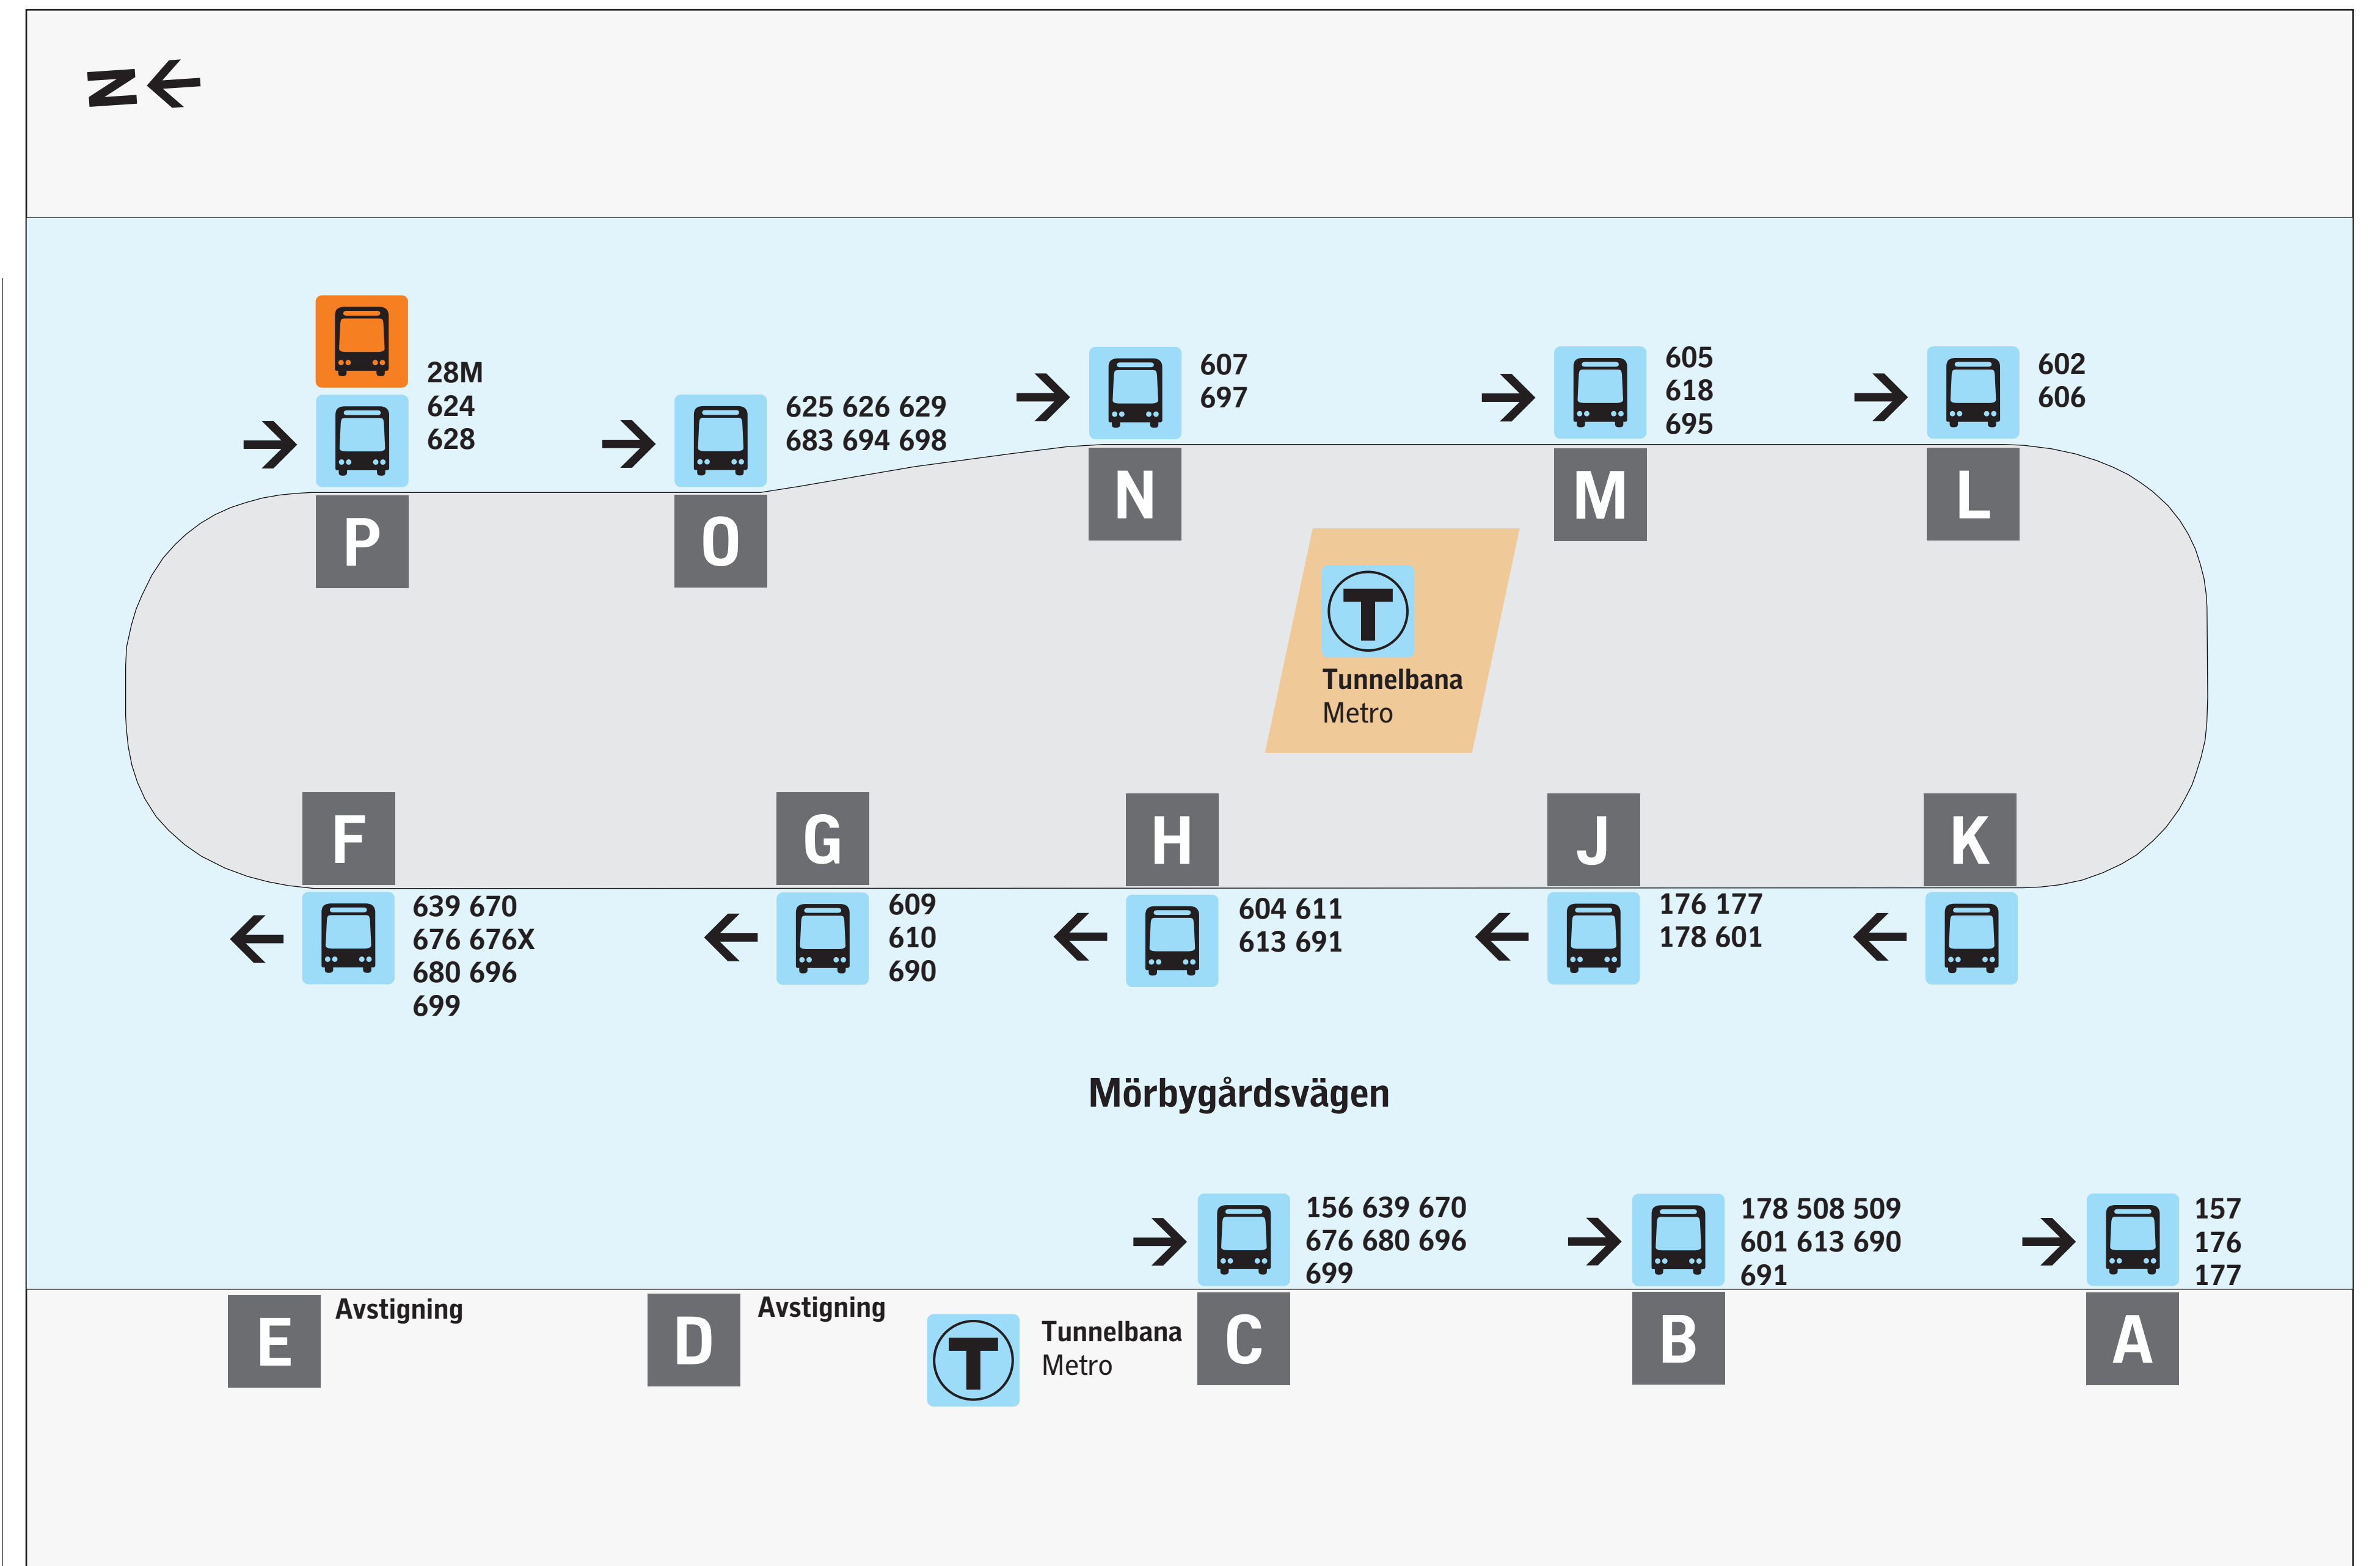 N
28M
624
628
P
625 626 629
683 694 698
O
607
697
N
605
618
695
M
602
606
L
T
Tunnelbana
Metro
F
639 670
676 676X
680 696
699
G
609
610
690
H
604 611
613 691
J
176 177
178 601
K
Mörbygårdsvägen
E
Avstigning
D
Avstigning
T
Tunnelbana
Metro
156 639 670
676 680 696
699
C
178 508 509
601 613 690
691
B
157
176
177
A